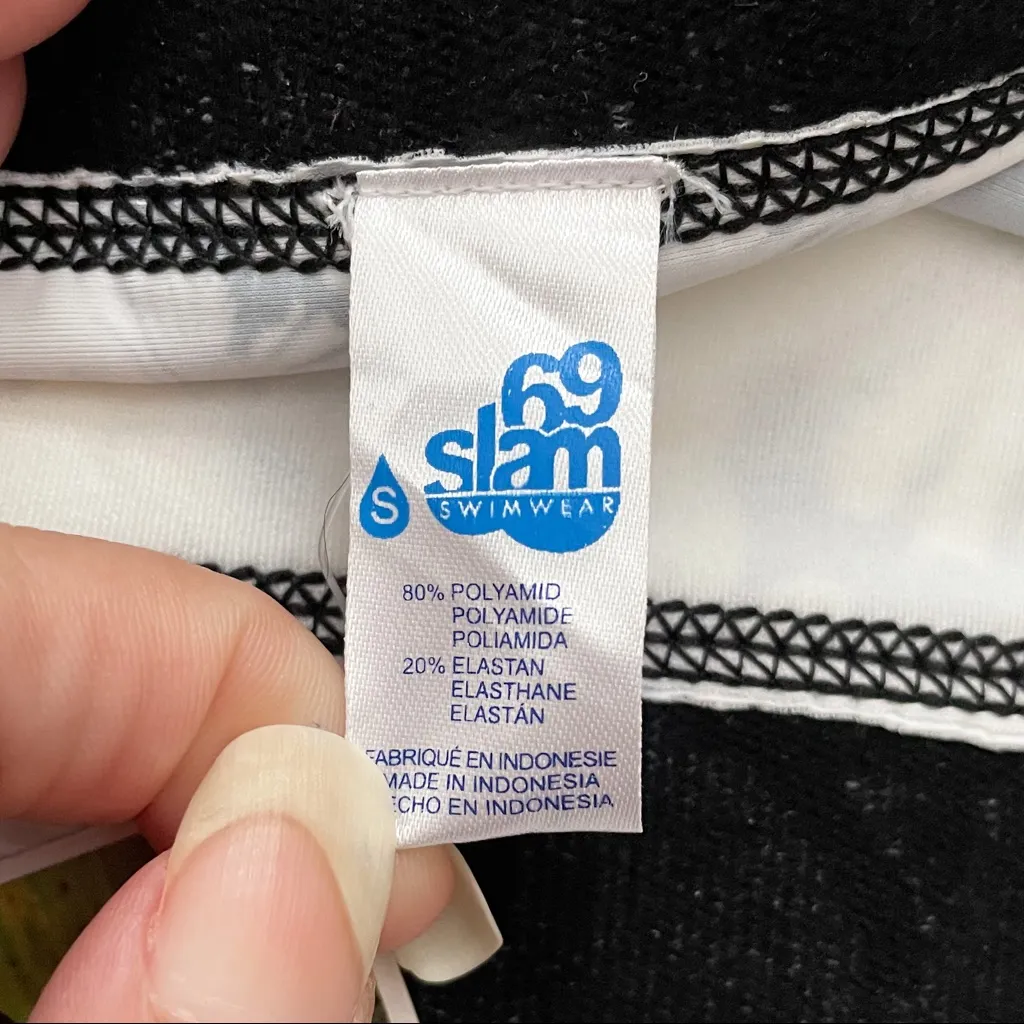 69
slam
SWIMWEAR
S
80% POLYAMID
POLYAMIDE
POLIAMIDA
20% ELASTAN
ELASTHANE
ELASTÁN
FABRIQUÉ EN INDONESIE
MADE IN INDONESIA
ECHO EN INDONESIA